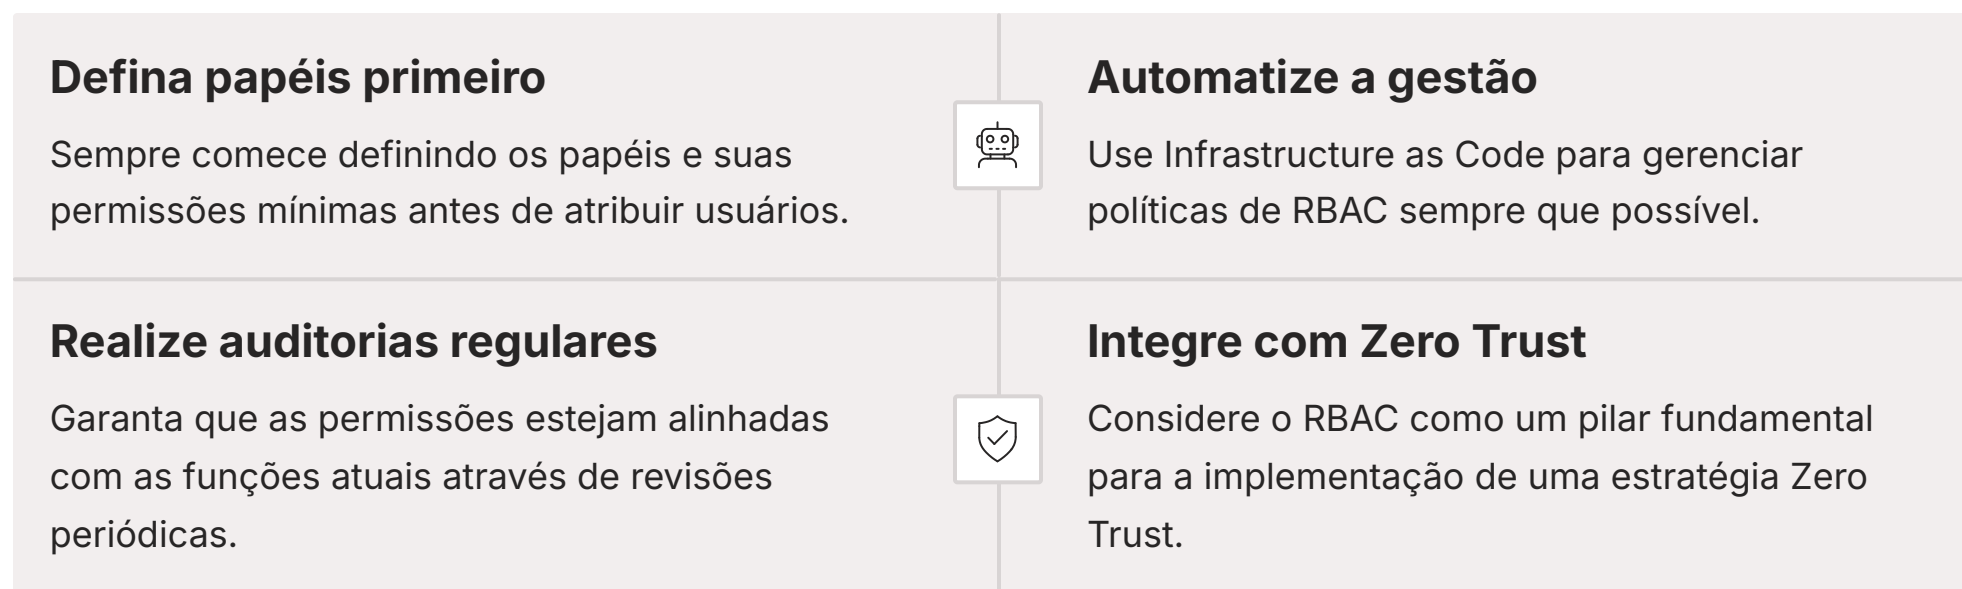 Defina papéis primeiro
Sempre comece definindo os papéis e suas
permissões mínimas antes de atribuir usuários.
Automatize a gestão
Use Infrastructure as Code para gerenciar
políticas de RBAC sempre que possível.
Realize auditorias regulares
Garanta que as permissões estejam alinhadas
com as funções atuais através de revisões
periódicas.
Integre com Zero Trust
Considere o RBAC como um pilar fundamental
para a implementação de uma estratégia Zero
Trust.